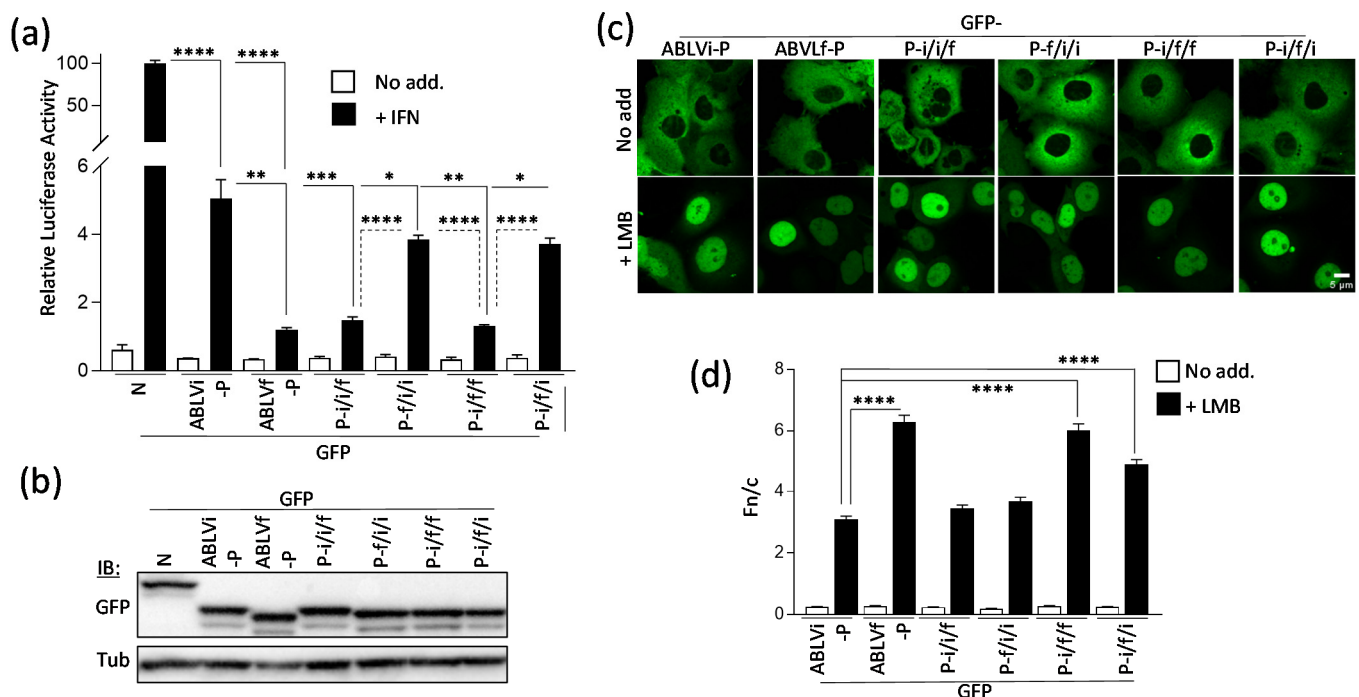 (a)
Relative Luciferase Activity
100
50
6
4
2
0
**** ****
No add.
+ IFN
** *** * ** *
**** **** ****
N
ABLVi
-P
ABLVf
-P
P-i/i/f
P-f/i/i
P-i/f/f
P-i/f/i
GFP
(b)
GFP
N
ABLVi
-P
ABLVf
-P
P-i/i/f
P-f/i/i
P-i/f/f
P-i/f/i
IB:
GFP
Tub
(c)
GFP-
ABLVi-P ABVLf-P P-i/i/f P-f/i/i P-i/f/f P-i/f/i
No add
+ LMB
5 µm
(d)
Fn/c
8
6
4
2
0
****
****
****
No add.
+ LMB
ABLVi
-P
ABLVf
-P
P-i/i/f
P-f/i/i
P-i/f/f
P-i/f/i
GFP